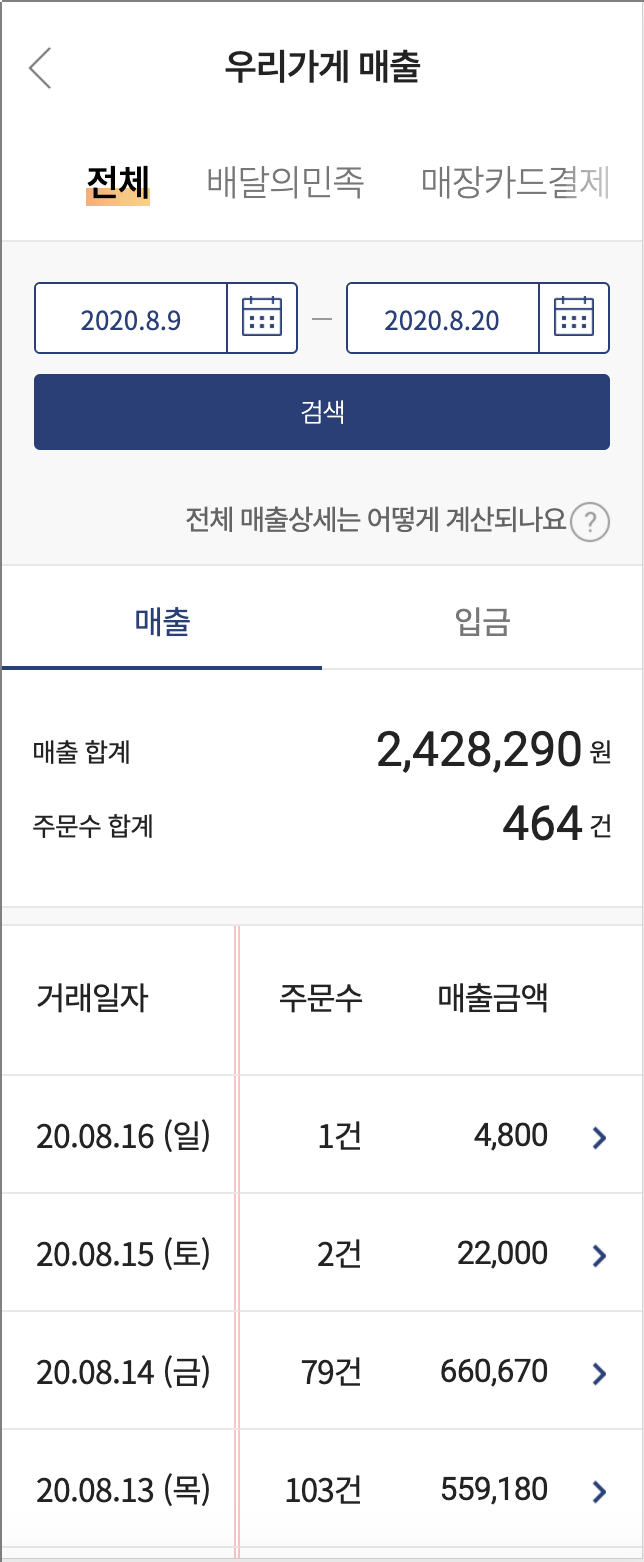 우리가게 매출
전체 배달의민족 매장카드결제
2020.8.9 — 2020.8.20
검색
전체 매출상세는 어떻게 계산되나요 ?
매출 입금
매출 합계 2,428,290 원
주문수 합계 464 건
거래일자 주문수 매출금액
20.08.16 (일) 1건 4,800
20.08.15 (토) 2건 22,000
20.08.14 (금) 79건 660,670
20.08.13 (목) 103건 559,180